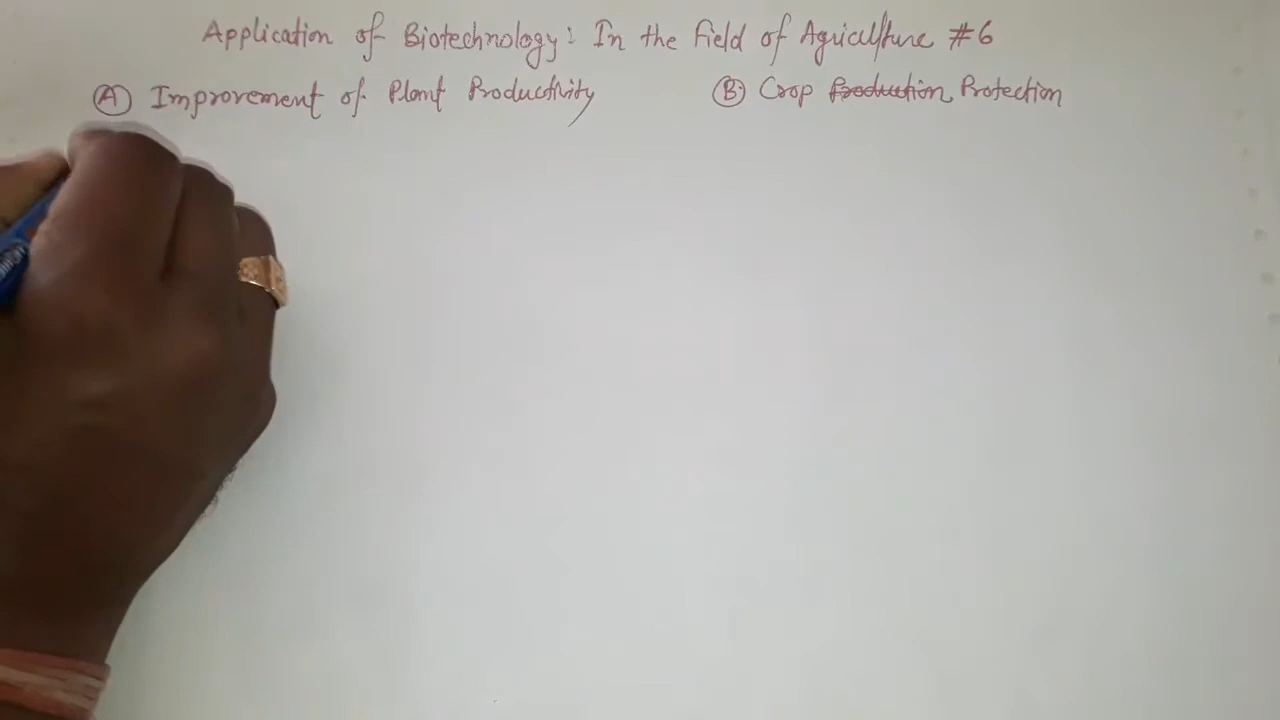 Application of Biotechnology: In the field of Agriculture #6
(A) Improvement of Plant Productivity
(B) Crop Production Protection